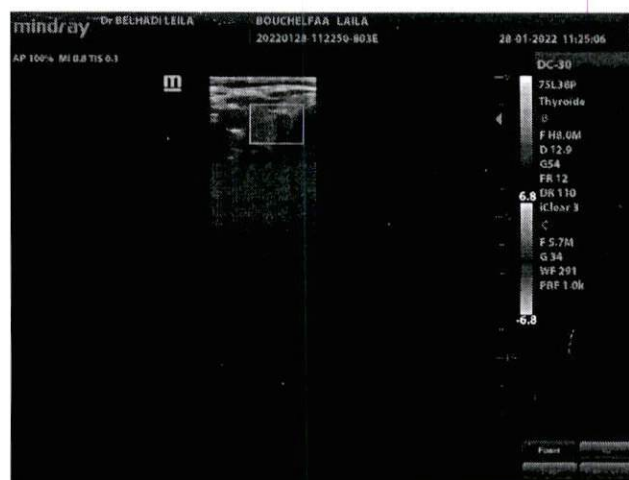 mindray
Dr BELHADI LEILA
BOUCHELFAA LAILA
20220128-112250-803E
28-01-2022 11:25:06
AP 100% MI 0.8 TIS 0.3
m
DC-30
75L38P
Thyroide
B
F H8.0M
D 12.9
G54
FR 12
DR 110
iClear 3
C
F 5.7M
G 34
WF 291
PRF 1.0k
6.8
-6.8